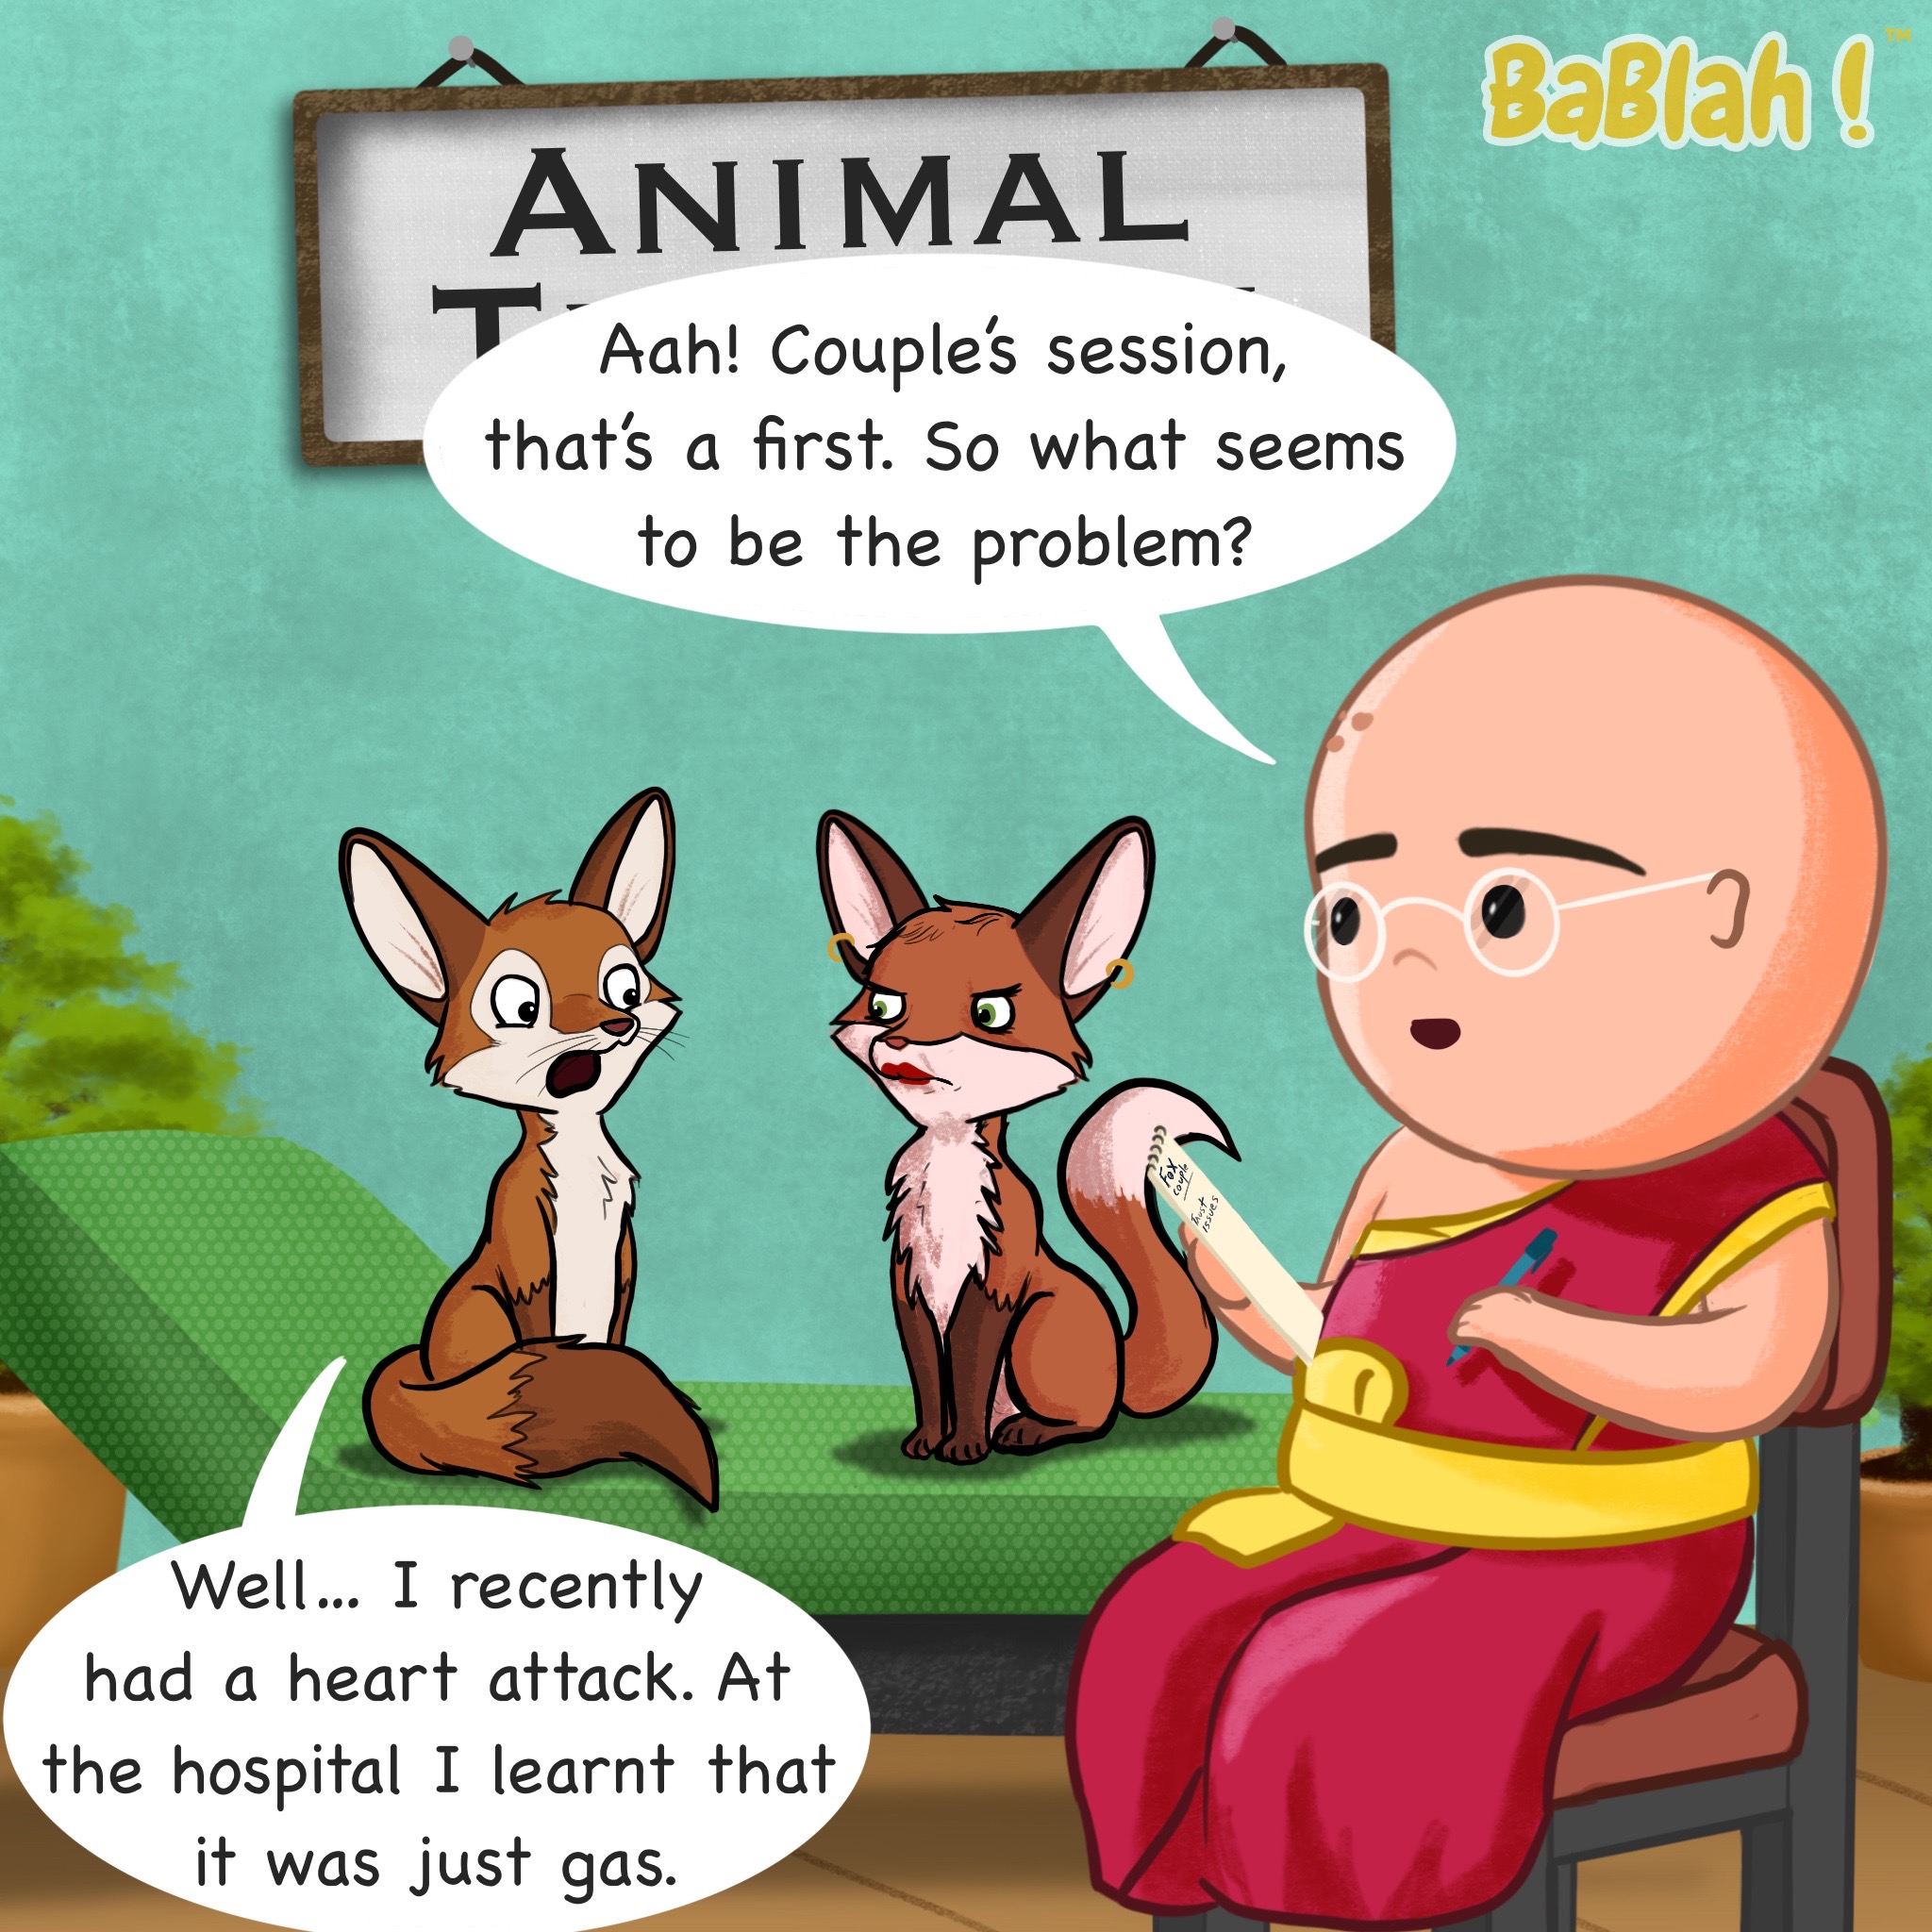 BaBlah!
TM
ANIMAL
Aah! Couple's session,
that's a first. So what seems
to be the problem?
Fox
couple
Trust
issues
Well... I recently
had a heart attack. At
the hospital I learnt that
it was just gas.